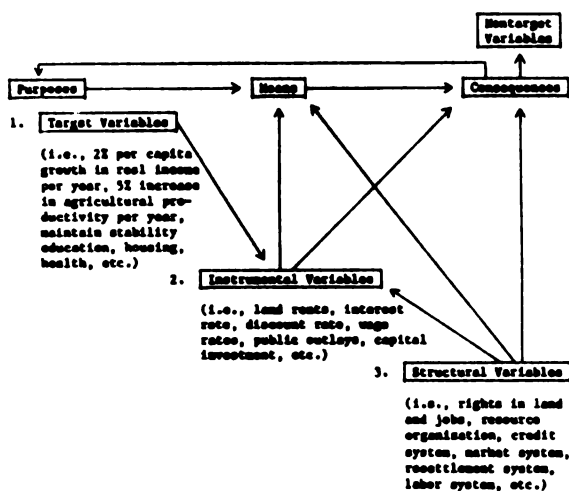 Nontarget
Variables
Purposes
Means
Consequences
1. Target Variables
(i.e., 2% per capita
growth in real income
per year, 5% increase
in agricultural pro-
ductivity per year,
maintain stability
education, housing,
health, etc.)
2. Instrumental Variables
(i.e., land rents, interest
rate, discount rate, wage
rates, public outlays, capital
investment, etc.)
3. Structural Variables
(i.e., rights in land
and jobs, resource
organisation, credit
system, market system,
resettlement system,
labor system, etc.)